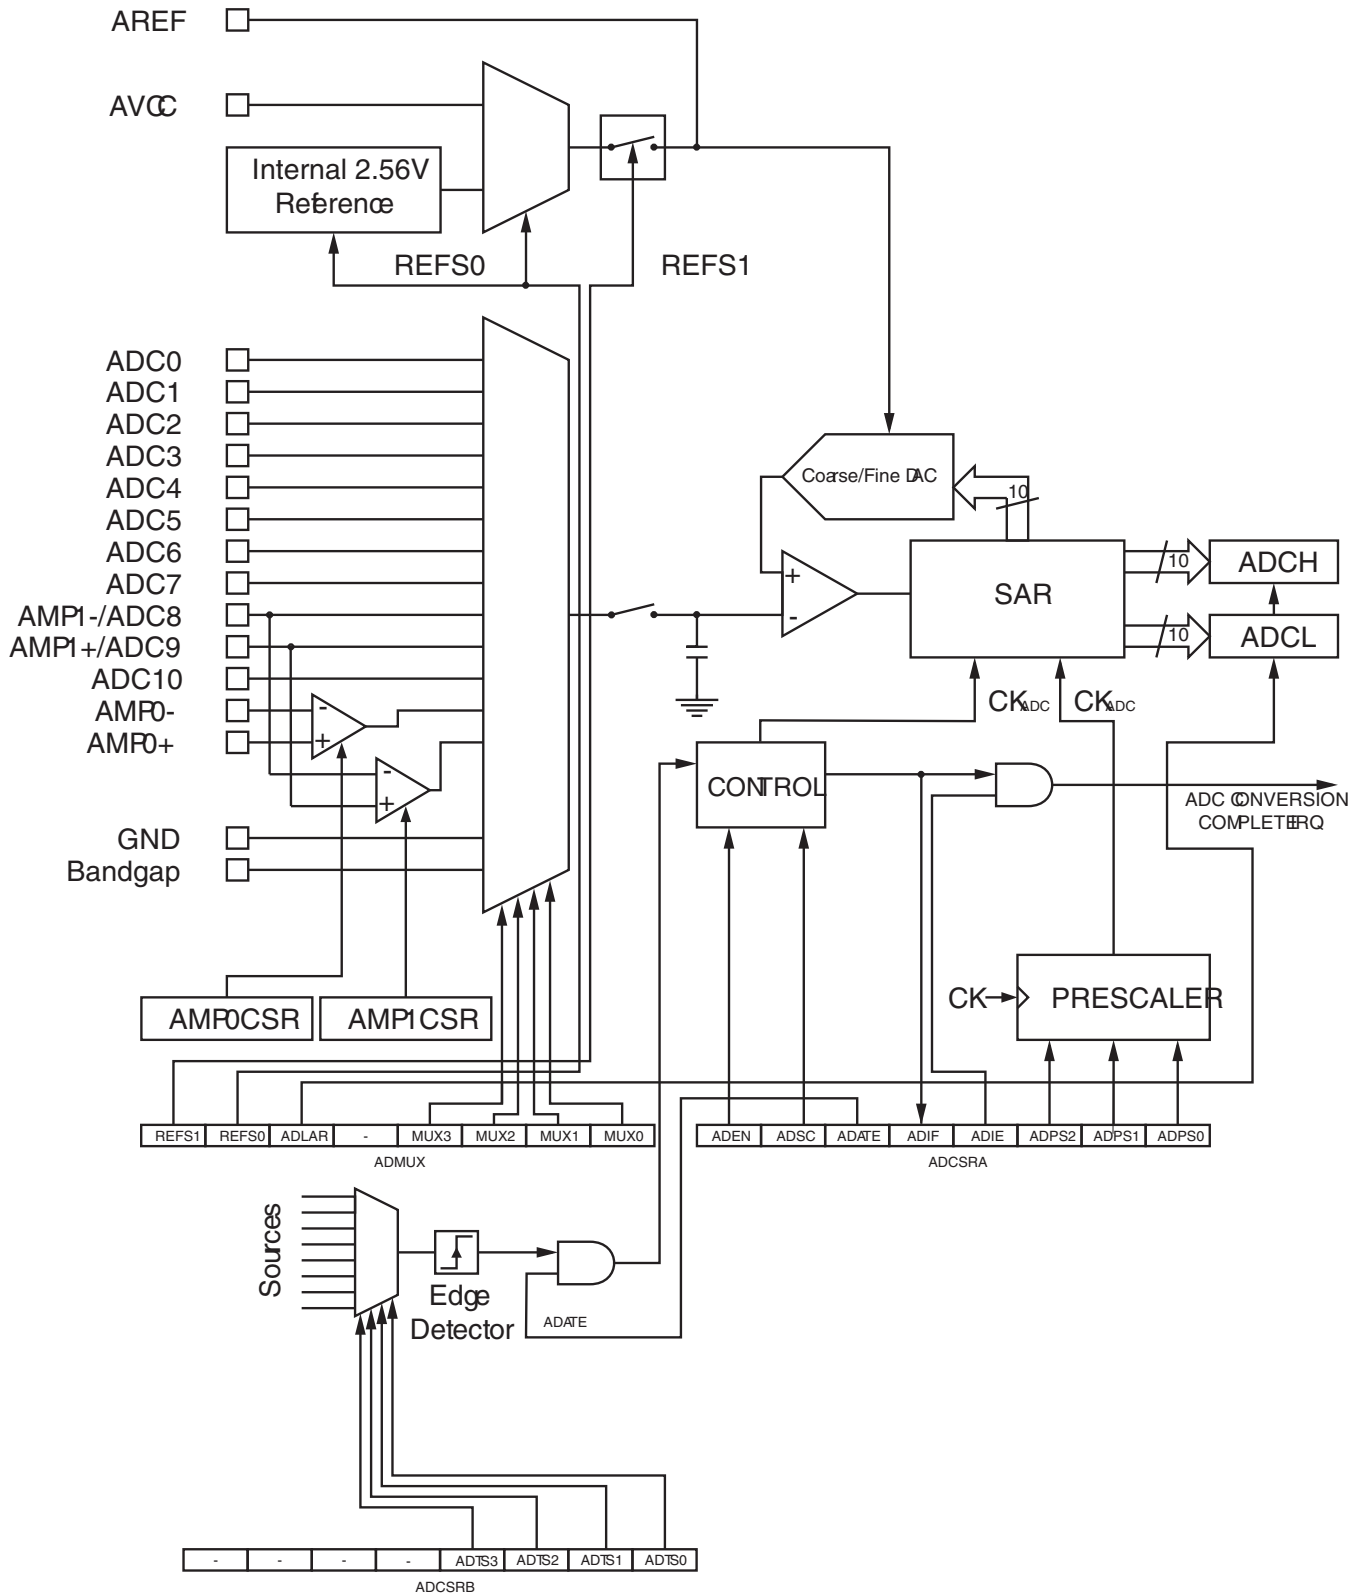 AREF
AVCC
Internal 2.56V
Reference
REFS0
REFS1
ADC0
ADC1
ADC2
ADC3
ADC4
ADC5
ADC6
ADC7
AMP1-/ADC8
AMP1+/ADC9
ADC10
AMP0-
AMP0+
GND
Bandgap
-
+
-
+
Coarse/Fine DAC
10
+
-
SAR
10
ADCH
10
ADCL
CKADC
CKADC
CONTROL
ADC CONVERSION
COMPLETE IRQ
CK
PRESCALER
AMP0CSR
AMP1CSR
REFS1 REFS0 ADLAR - MUX3 MUX2 MUX1 MUX0
ADMUX
ADEN ADSC ADATE ADIF ADIE ADPS2 ADPS1 ADPS0
ADCSRA
Sources
Edge
Detector
ADATE
- - - - ADTS3 ADTS2 ADTS1 ADTS0
ADCSRB